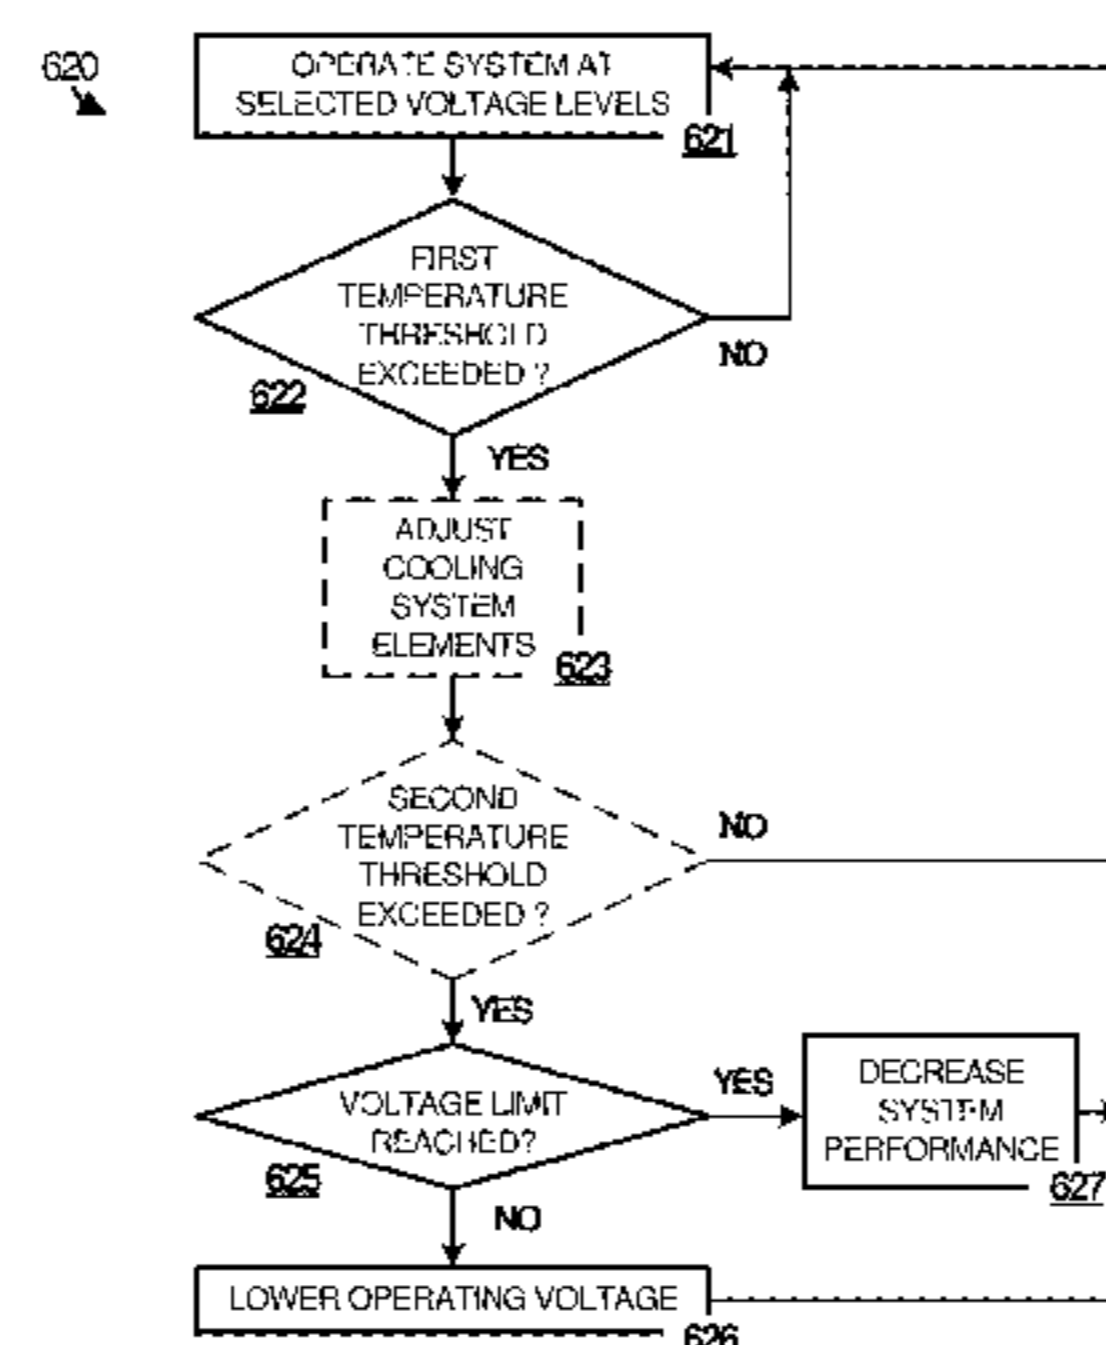 620
OPERATE SYSTEM AT
SELECTED VOLTAGE LEVELS
621
FIRST
TEMPERATURE
THRESHOLD
EXCEEDED ?
622
NO
YES
ADJUST
COOLING
SYSTEM
ELEMENTS
623
SECOND
TEMPERATURE
THRESHOLD
EXCEEDED ?
624
NO
YES
VOLTAGE LIMIT
REACHED?
625
YES
DECREASE
SYSTEM
PERFORMANCE
627
NO
LOWER OPERATING VOLTAGE
626